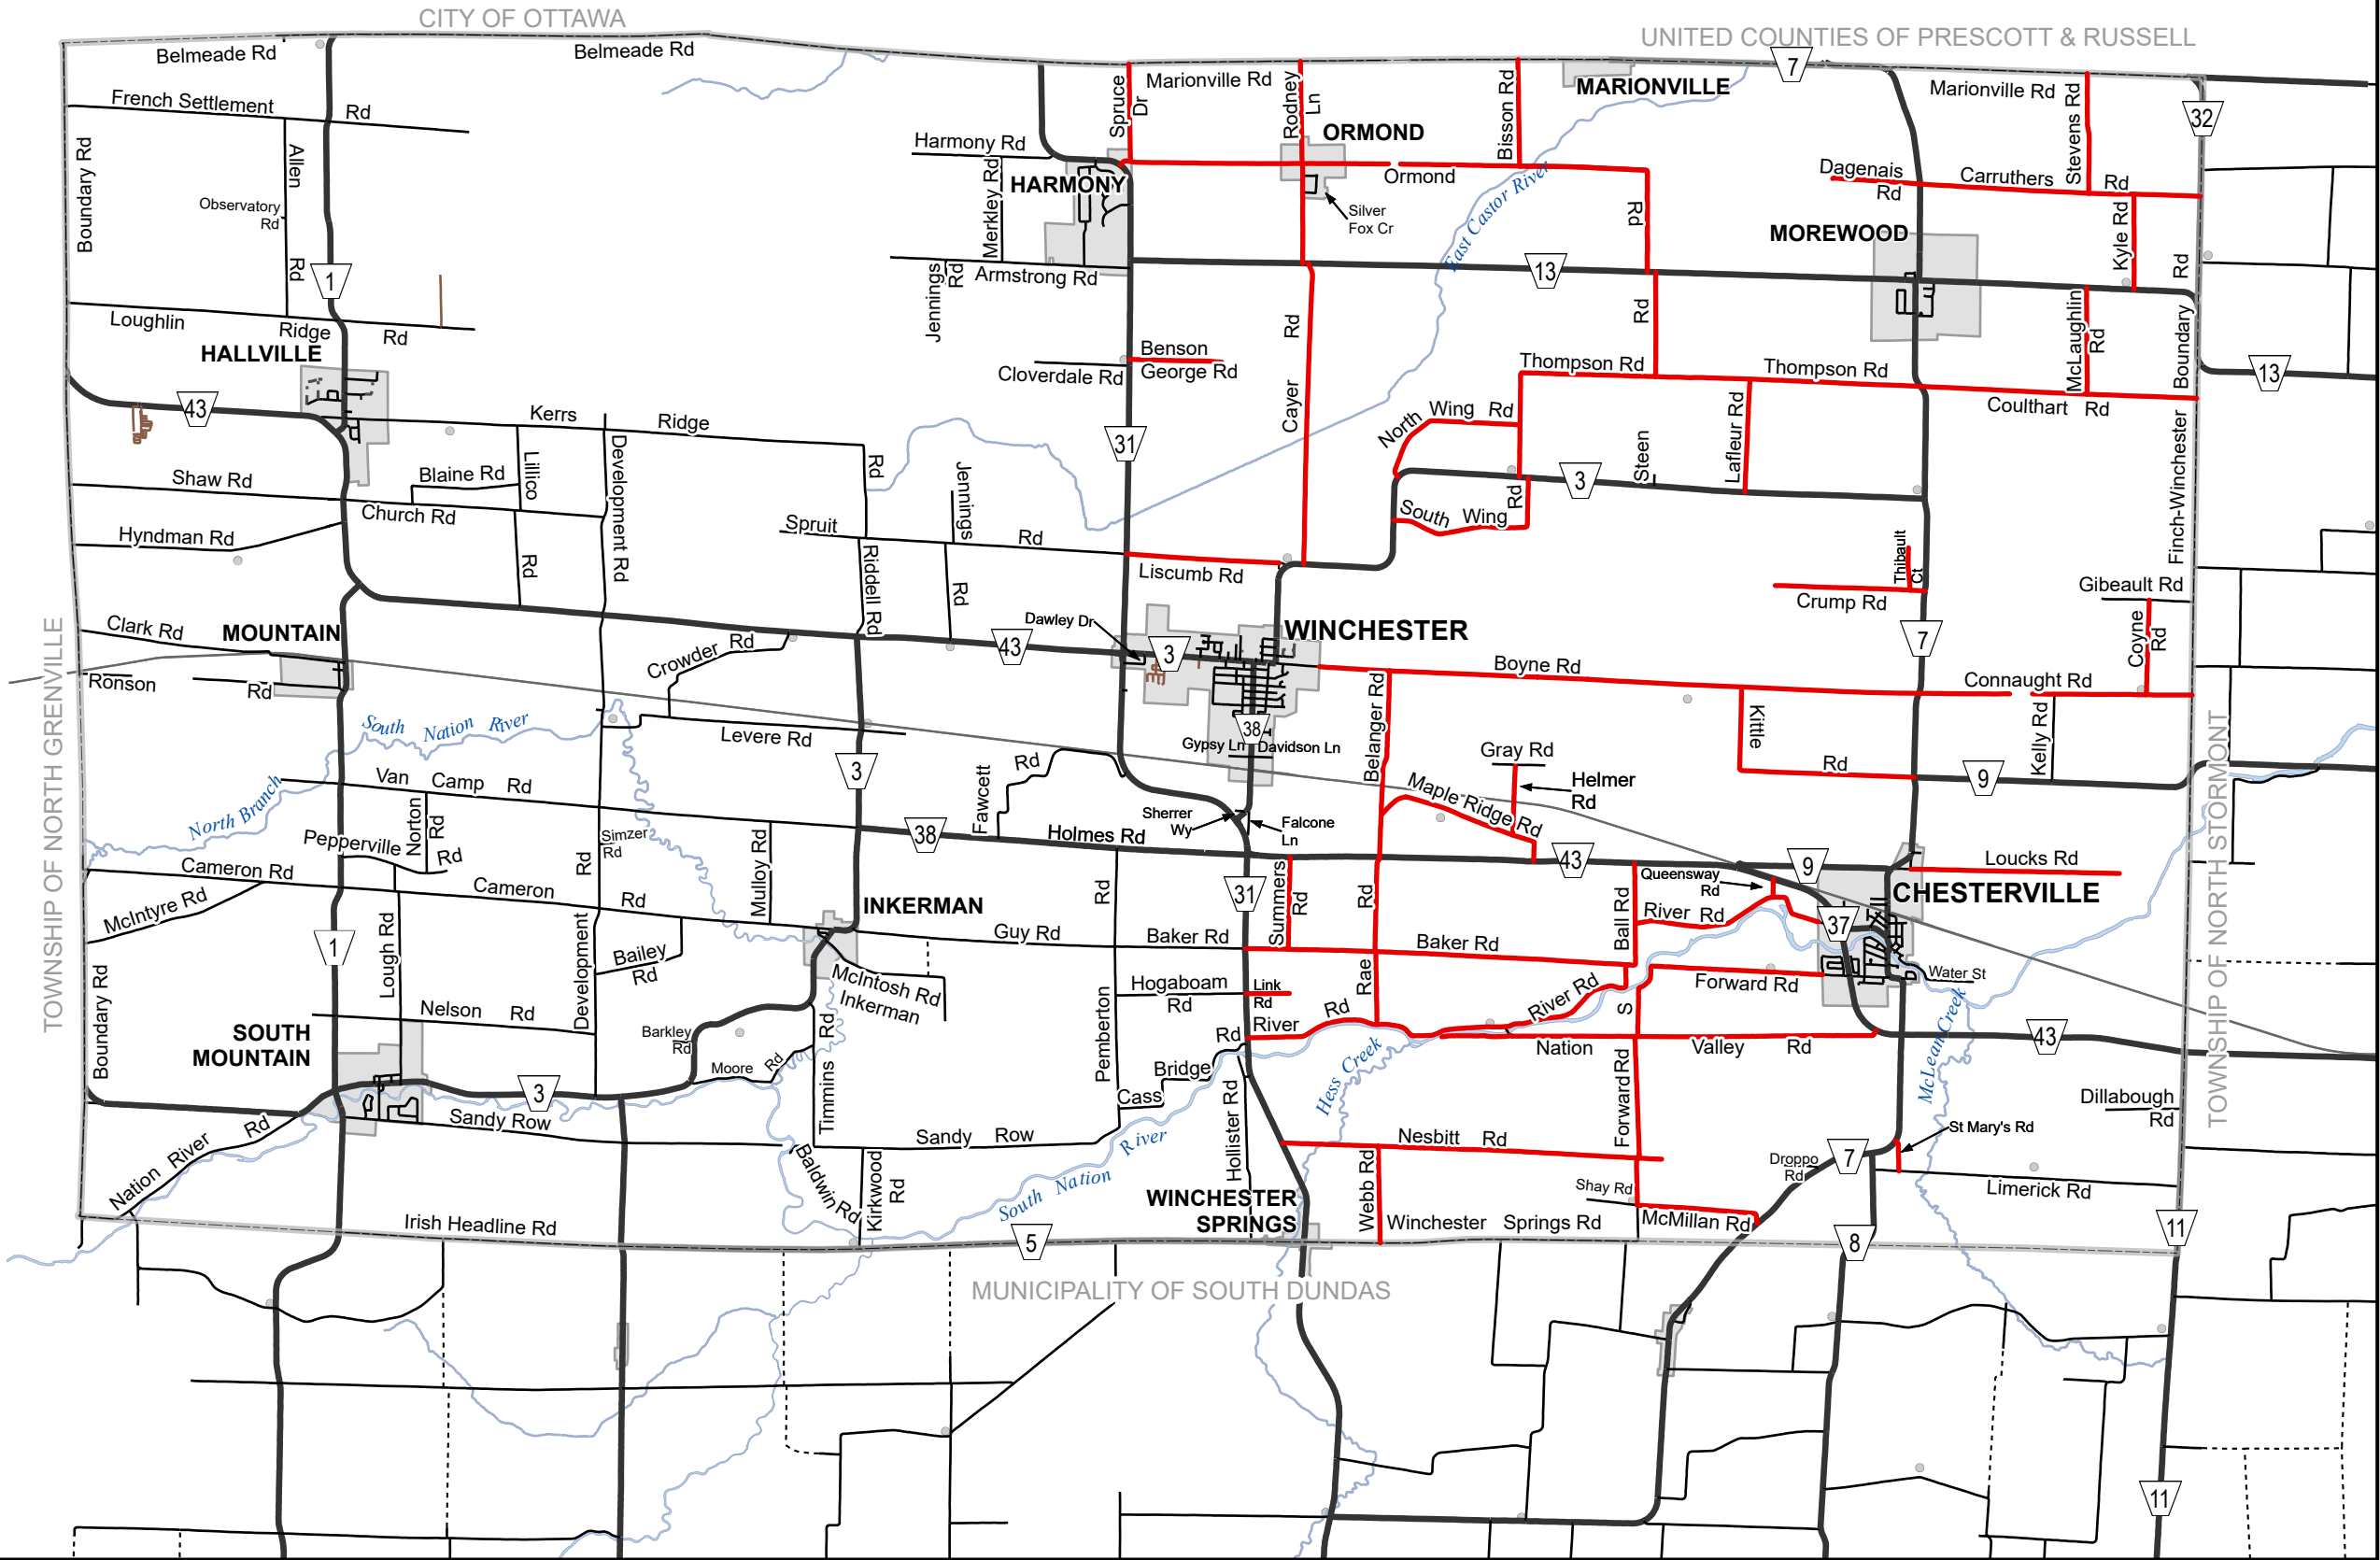 CITY OF OTTAWA
UNITED COUNTIES OF PRESCOTT & RUSSELL
Belmeade Rd
Belmeade Rd
7
Marionville Rd
MARIONVILLE
Marionville Rd
Spruce
Dr
Rodney
Ln
Bisson Rd
Stevens Rd
32
French Settlement
Rd
ORMOND
Harmony Rd
HARMONY
Merkley Rd
Ormond
Rd
Silver
Fox Cr
East Castor River
Dagenais
Rd
Carruthers
Rd
Kyle Rd
MOREWOOD
Boundary Rd
Allen
Rd
Observatory
Rd
1
Armstrong Rd
Jennings
Rd
13
Rd
Loughlin
Ridge
Rd
HALLVILLE
Benson
George Rd
Cloverdale Rd
Cayer
Rd
Thompson Rd
Thompson Rd
McLaughlin
Rd
Boundary
Rd
Finch-Winchester
13
Coulthart
Rd
43
Kerrs
Ridge
Rd
31
North
Wing
Rd
Steen
Lafleur Rd
3
South
Wing
Rd
Shaw Rd
Blaine Rd
Lillico
Rd
Development Rd
Church Rd
Hyndman Rd
Spruit
Rd
Jennings
Rd
Riddell Rd
Liscumb Rd
Thibault
Ct
Crump Rd
Gibeault Rd
Coyne
Rd
Clark Rd
MOUNTAIN
Dawley Dr
WINCHESTER
43
3
7
Crowder
Rd
Ronson
Rd
Boyne Rd
Connaught Rd
South Nation River
Levere Rd
38
Gypsy Ln
Davidson Ln
Belanger Rd
Kittle
Rd
Kelly Rd
9
Gray Rd
Helmer
Rd
Maple Ridge Rd
TOWNSHIP OF NORTH GRENVILLE
TOWNSHIP OF NORTH STORMONT
North Branch
Van
Camp
Rd
3
Fawcett
Rd
Sherrer
Wy
Falcone
Ln
Norton
Rd
Pepperville
Rd
Simzer
Rd
Mulloy Rd
38
Holmes Rd
43
9
Loucks Rd
Cameron Rd
McIntyre Rd
Cameron
Rd
INKERMAN
31
Summers
Rd
Rae
Rd
Ball Rd
Queensway
Rd
River Rd
37
CHESTERVILLE
1
Lough Rd
Development
Rd
Bailey
Rd
Guy Rd
Baker Rd
Baker Rd
Pemberton
Rd
McIntosh Rd
Inkerman
Hogaboam
Rd
Link
Rd
Forward Rd
Water St
Nelson
Rd
SOUTH
MOUNTAIN
Boundary Rd
Barkley
Rd
Moore
Rd
Timmins
Rd
River
Rd
River Rd
Nation
Valley
Rd
43
McLean Creek
Hess Creek
Bridge
Rd
Cass
Hollister Rd
Forward Rd
S
3
Sandy Row
Sandy
Row
Nation River
Rd
South Nation River
Baldwin Rd
Kirkwood
Rd
Nesbitt
Rd
Webb Rd
7
Droppo
Rd
St Mary's Rd
Dillabough
Rd
Limerick Rd
Shay Rd
McMillan Rd
WINCHESTER
SPRINGS
Winchester
Springs Rd
Irish Headline Rd
5
8
11
MUNICIPALITY OF SOUTH DUNDAS
11